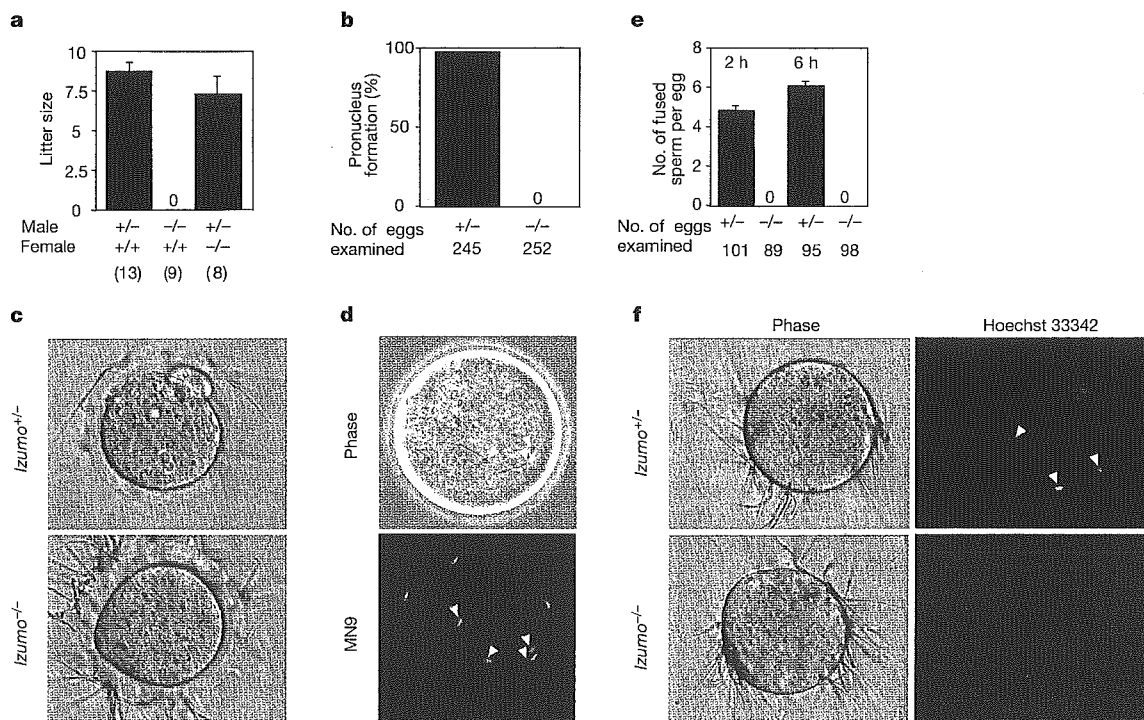 a
10
7.5
5
2.5
0
Litter size
0
Male +/− −/− +/−
Female +/+ +/+ −/−
(13) (9) (8)
b
100
50
0
Pronucleus
formation (%)
0
+/− −/−
No. of eggs
examined 245 252
e
8
6
4
2
0
No. of fused
sperm per egg
2 h 6 h
0 0
+/− −/− +/− −/−
No. of eggs
examined 101 89 95 98
c
Izumo+/−
Izumo−/−
d
Phase
MN9
f
Phase Hoechst 33342
Izumo+/−
Izumo−/−